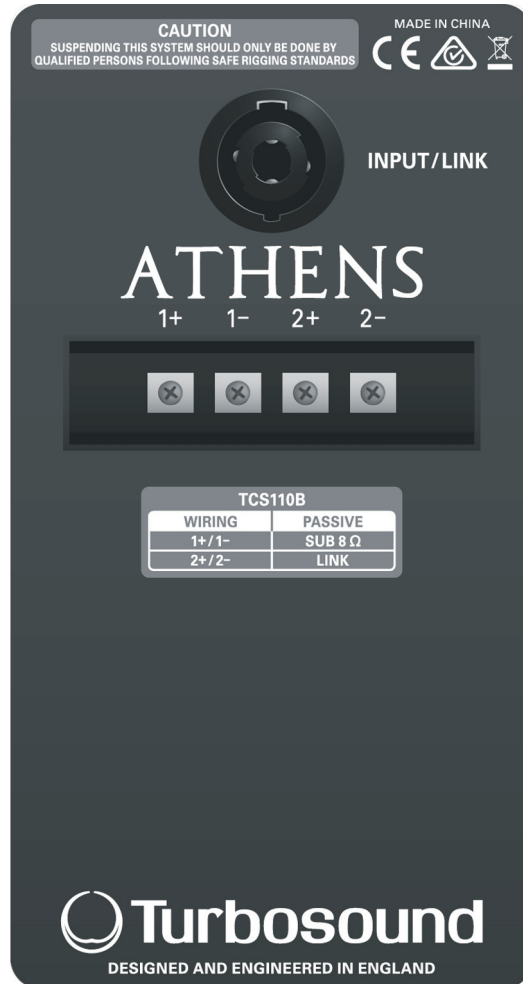 CAUTION
SUSPENDING THIS SYSTEM SHOULD ONLY BE DONE BY
QUALIFIED PERSONS FOLLOWING SAFE RIGGING STANDARDS
MADE IN CHINA
CE
INPUT/LINK
ATHENS
1+ 1- 2+ 2-
TCS110B
WIRING PASSIVE
1+/1- SUB 8 Ω
2+/2- LINK
Turbosound
DESIGNED AND ENGINEERED IN ENGLAND